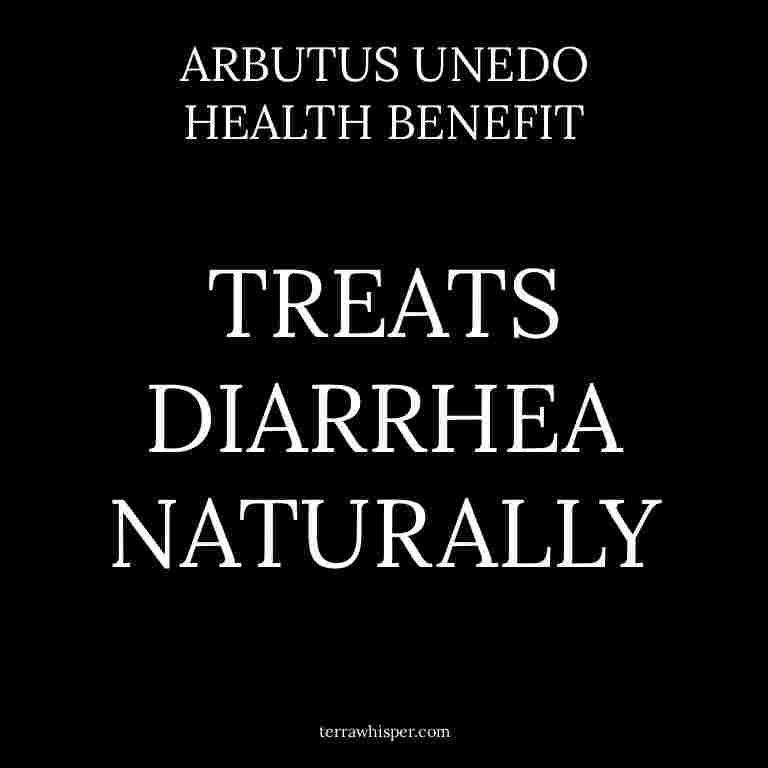 ARBUTUS UNEDO
HEALTH BENEFIT
TREATS
DIARRHEA
NATURALLY
terrawhisper.com